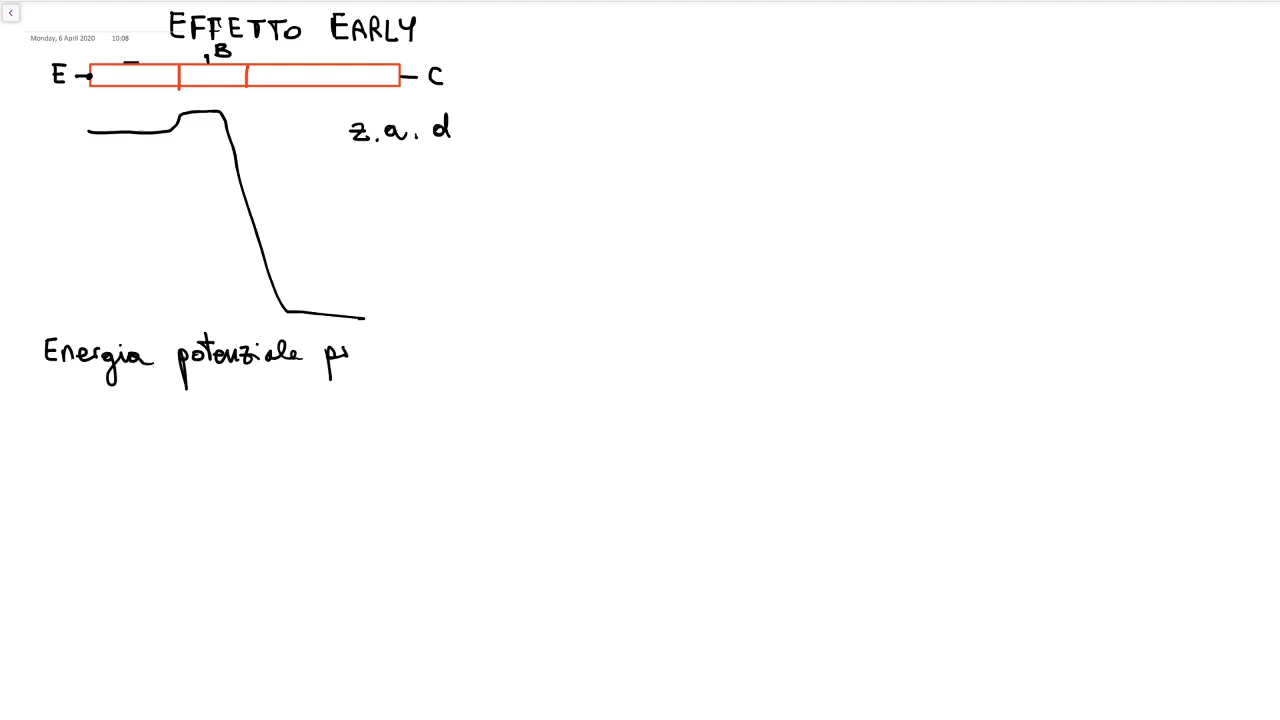 EFFETTO EARLY
Monday, 6 April 2020 10:08
B
E C
z.a.d
Energia potenziale